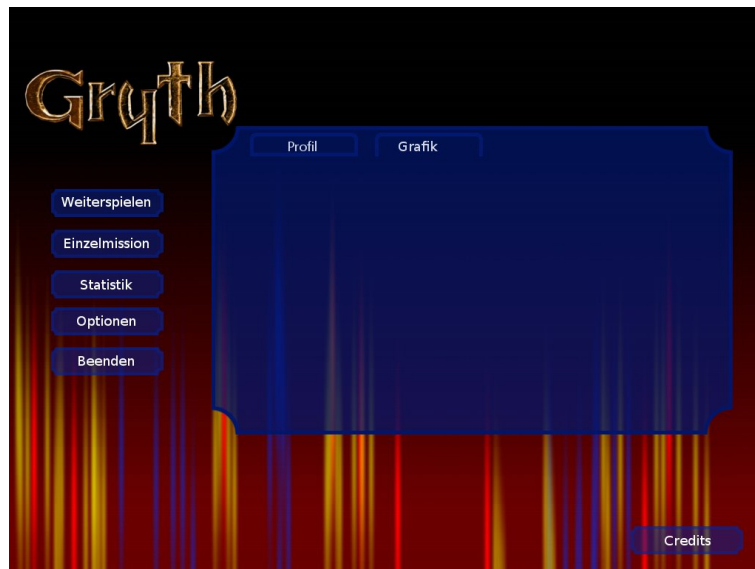 Gryth
Profil
Grafik
Weiterspielen
Einzelmission
Statistik
Optionen
Beenden
Credits